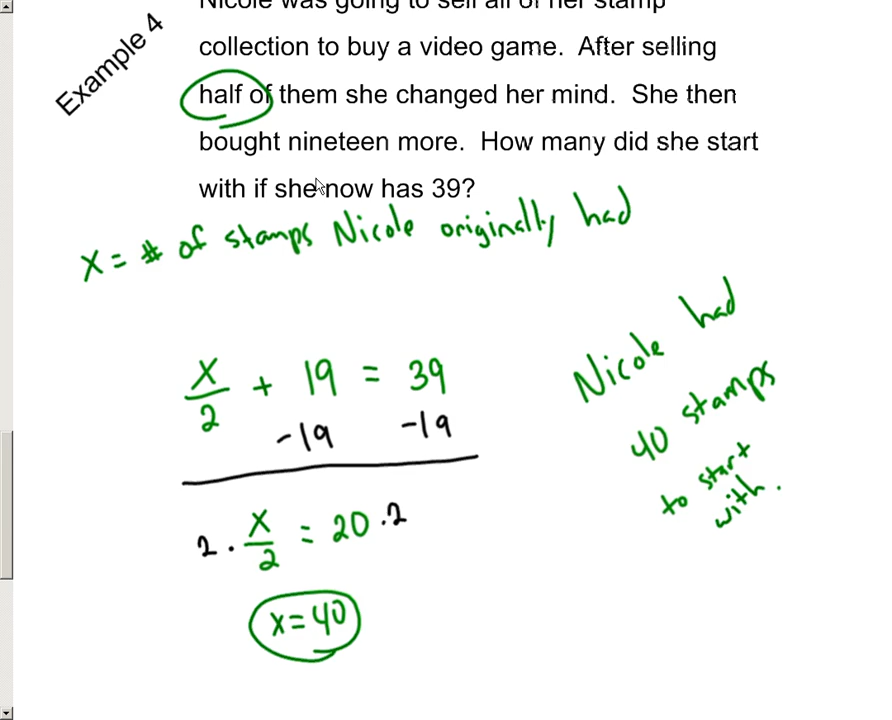 Example 4
Nicole was going to sell all of her stamp
collection to buy a video game. After selling
half of them she changed her mind. She then
bought nineteen more. How many did she start
with if she now has 39?
X = # of stamps Nicole originally had
x/2 + 19 = 39
-19 -19
2 · x/2 = 20 · 2
x = 40
Nicole had
40 stamps
to start
with.